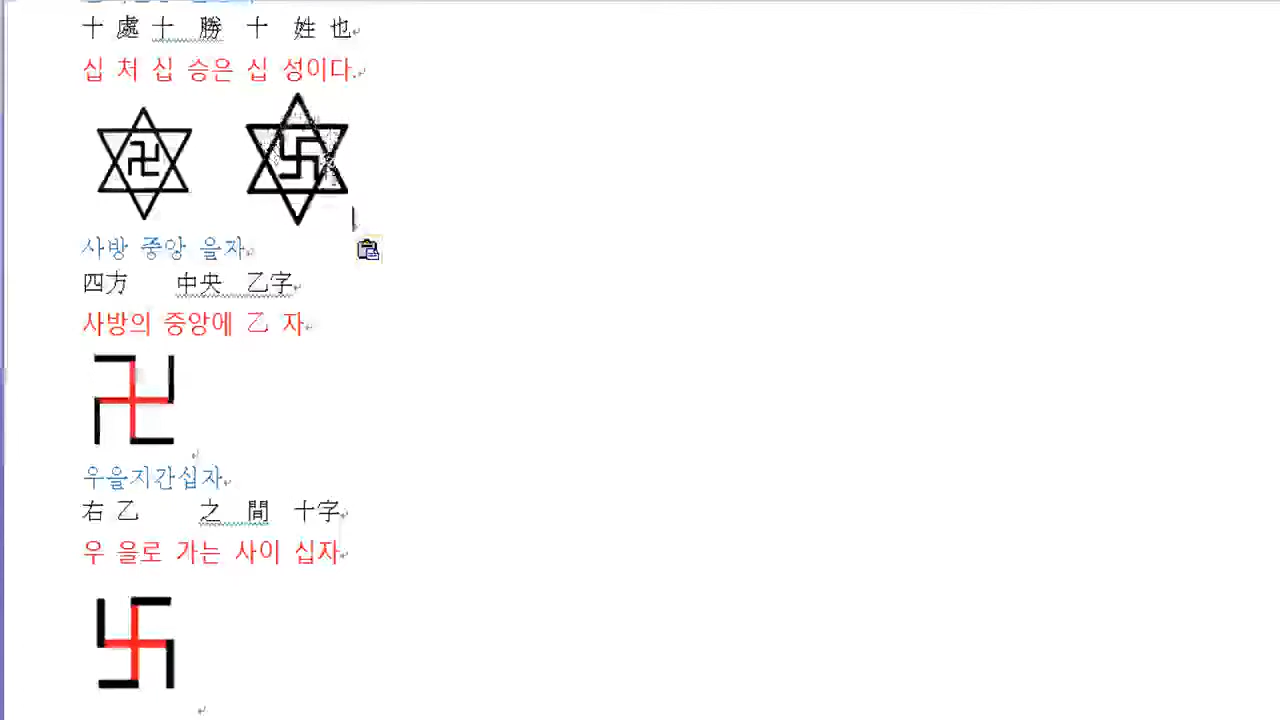 十 處 十 勝 十 姓 也
십 처 십 승은 십 성이다.
사방 중앙 을자
四方 中央 乙字
사방의 중앙에 乙 자
우을지간십자
右 乙 之 間 十字
우 을로 가는 사이 십자